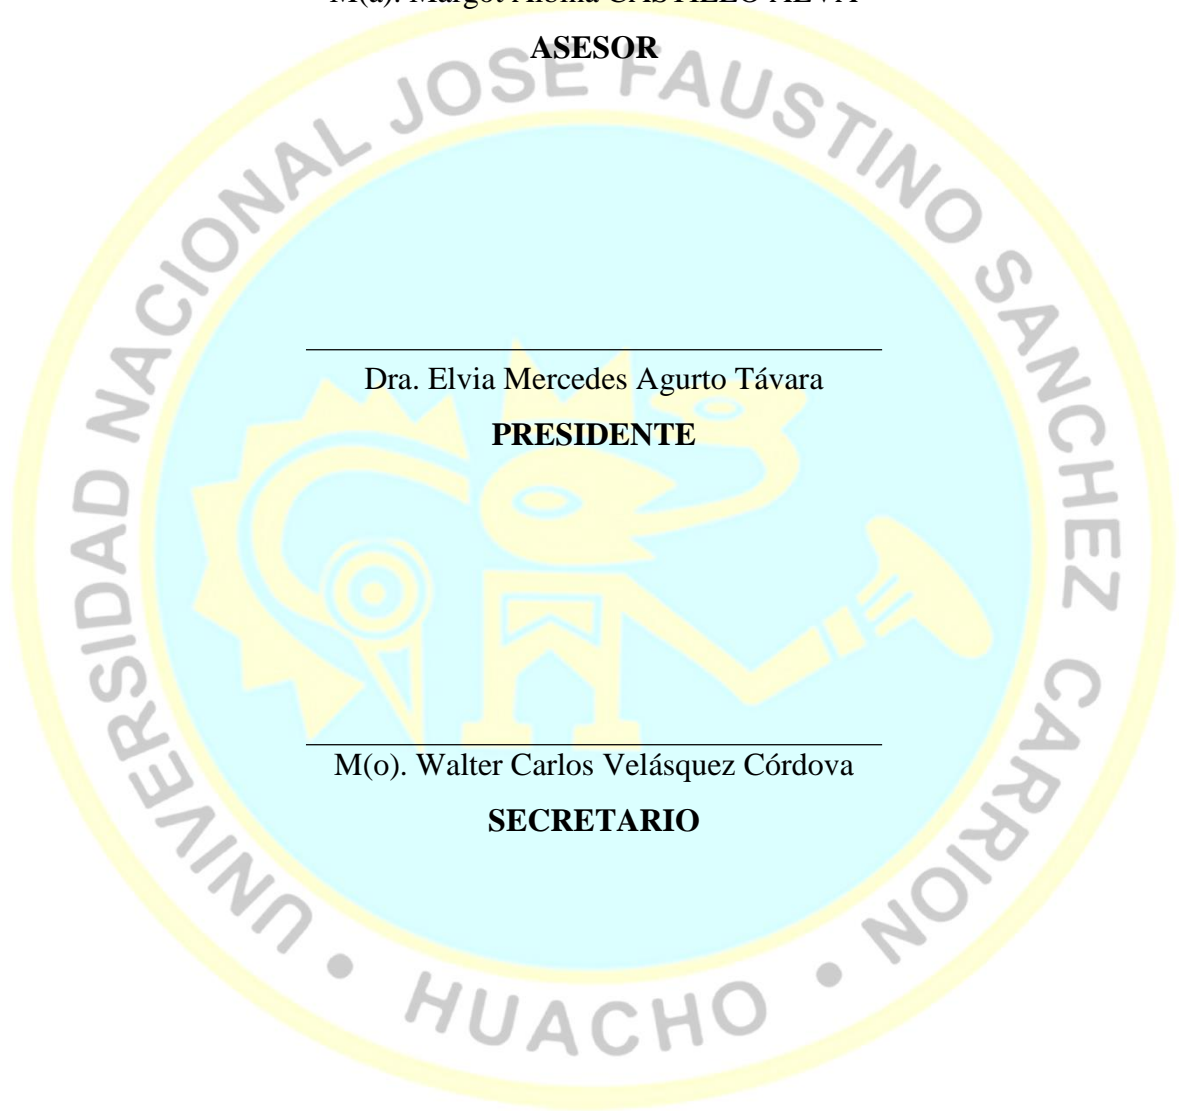 ASESOR
Dra. Elvia Mercedes Agurto Távara
PRESIDENTE
M(o). Walter Carlos Velásquez Córdova
SECRETARIO
UNIVERSIDAD NACIONAL JOSE FAUSTINO SANCHEZ CARRION
• HUACHO •